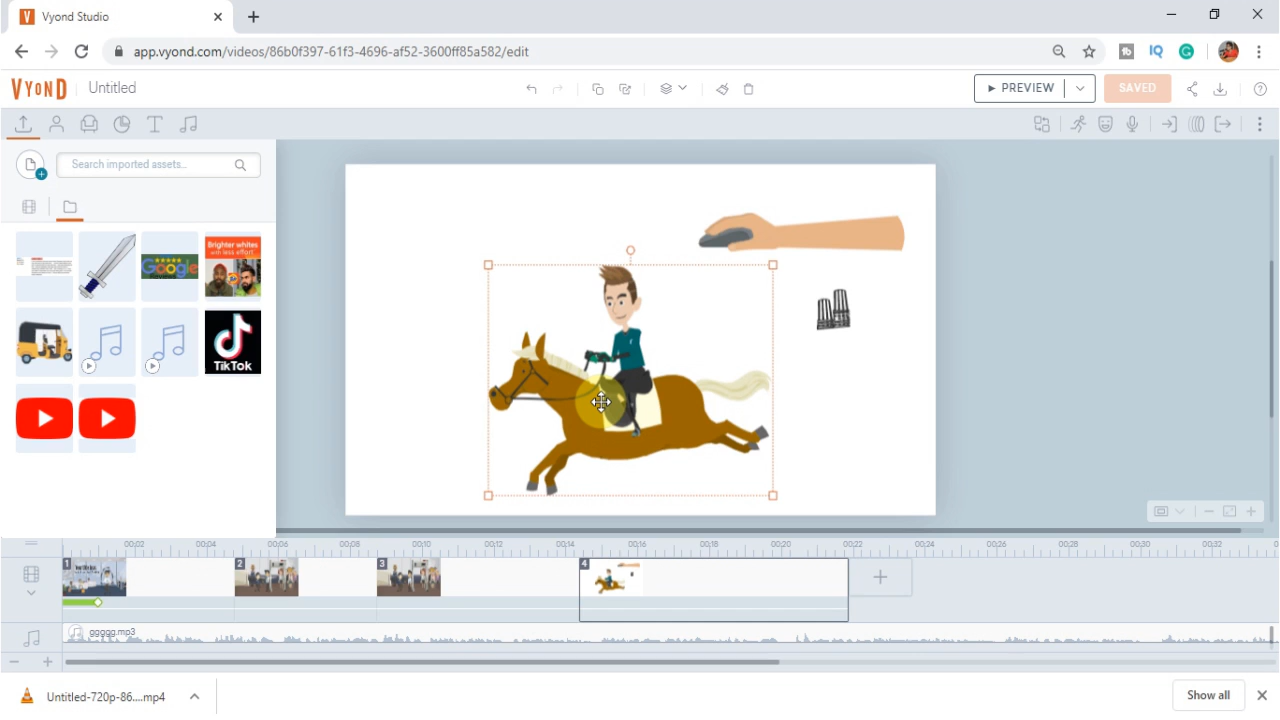 Vyond Studio
app.vyond.com/videos/86b0f397-61f3-4696-af52-3600ff85a582/edit
VYOND Untitled
PREVIEW
SAVED
Search imported assets...
Google
Brighter whites
with less effort
TikTok
00;02 00;04 00;06 00;08 00;10 00;12 00;14 00;16 00;18 00;20 00;22 00;24 00;26 00;28 00;30 00;32
1 2 3 4
ggggg.mp3
Untitled-720p-86....mp4
Show all